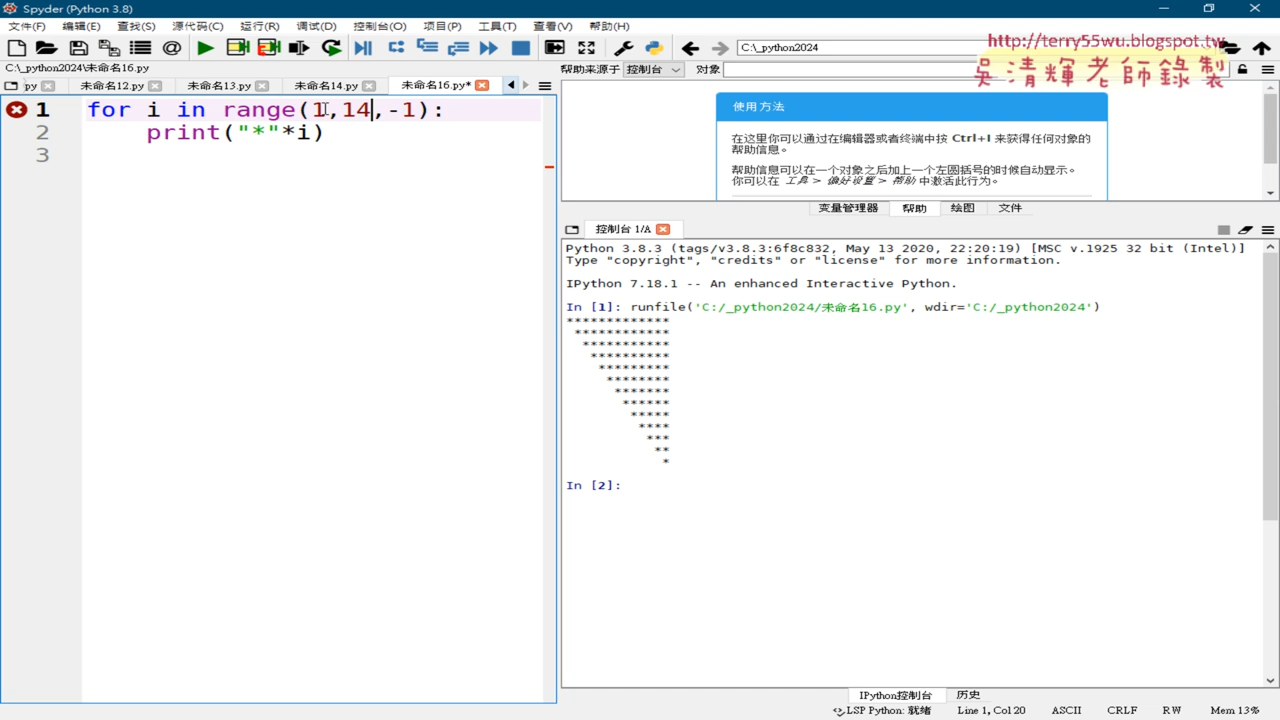 Spyder (Python 3.8)
文件(F) 编辑(E) 查找(S) 源代码(C) 运行(R) 调试(D) 控制台(O) 项目(P) 工具(T) 查看(V) 帮助(H)
C:\_python2024
http://terry55wu.blogspot.tw
吳清輝老師錄製
C:\_python2024\未命名16.py
帮助来源于 控制台 对象
py 未命名12.py 未命名13.py 未命名14.py 未命名16.py*
1 for i in range(1,14,-1):
2 print("*"*i)
3
使用方法
在这里你可以通过在编辑器或者终端中按 Ctrl+I 来获得任何对象的
帮助信息。
帮助信息可以在一个对象之后加上一个左圆括号的时候自动显示。
你可以在 工具 > 偏好设置 > 帮助 中激活此行为。
变量管理器 帮助 绘图 文件
控制台 1/A
Python 3.8.3 (tags/v3.8.3:6f8c832, May 13 2020, 22:20:19) [MSC v.1925 32 bit (Intel)]
Type "copyright", "credits" or "license" for more information.
IPython 7.18.1 -- An enhanced Interactive Python.
In [1]: runfile('C:/_python2024/未命名16.py', wdir='C:/_python2024')
*************
************
***********
**********
*********
********
*******
******
*****
****
***
**
*
In [2]:
IPython控制台 历史
LSP Python: 就绪 Line 1, Col 20 ASCII CRLF RW Mem 13%